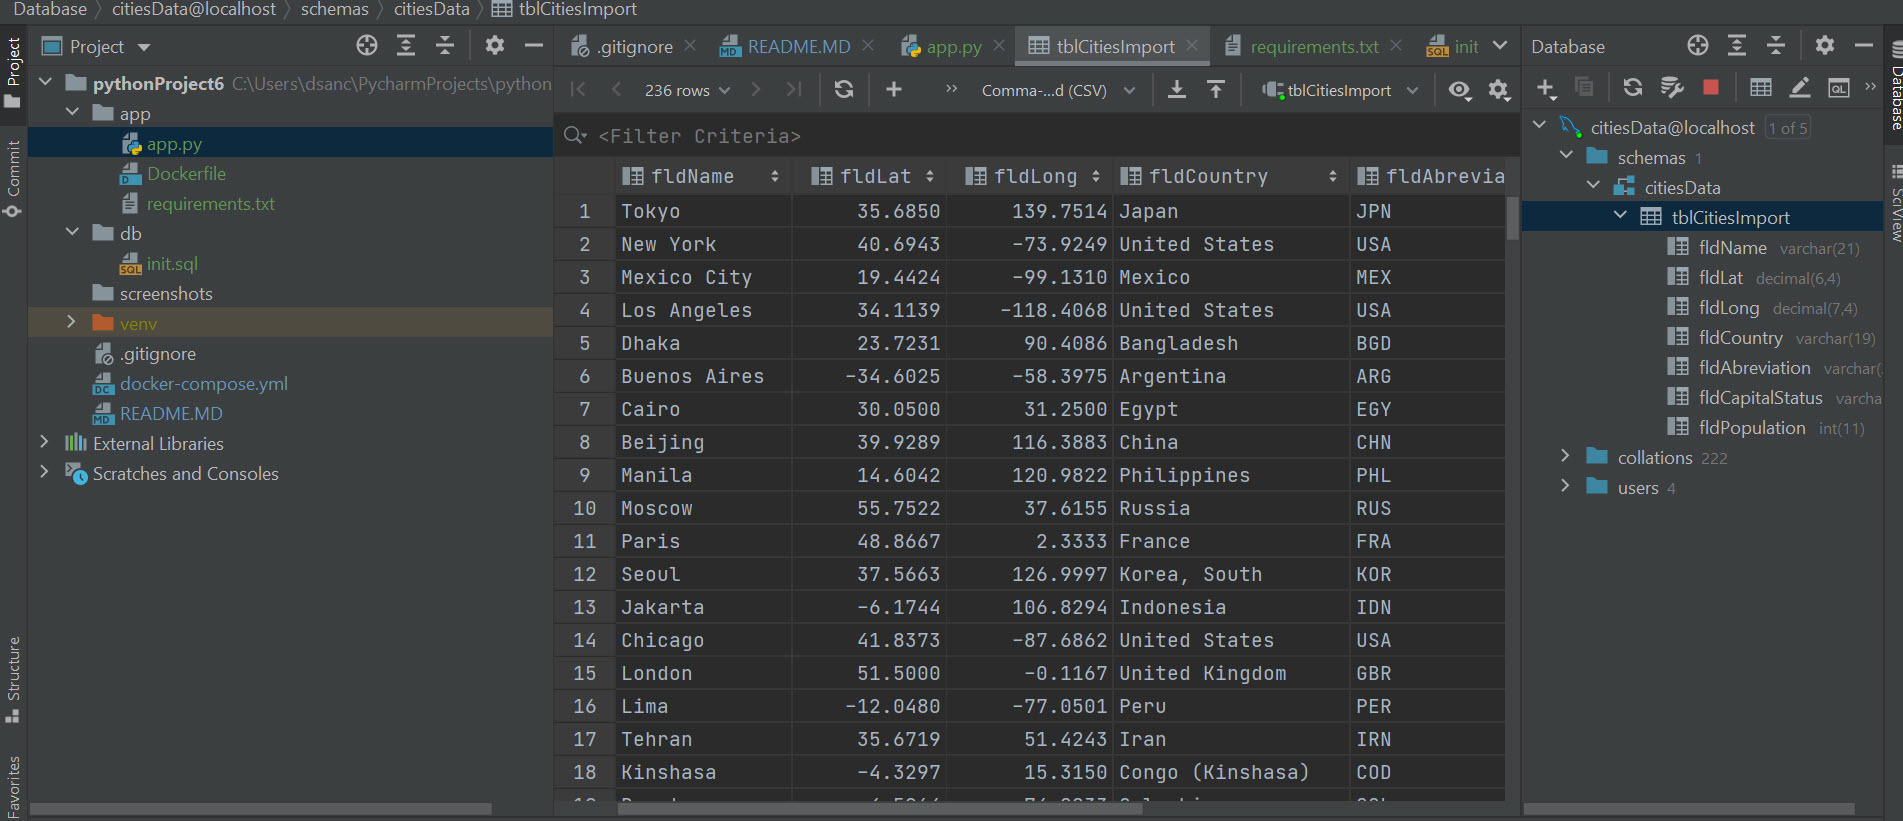 Database citiesData@localhost schemas citiesData tblCitiesImport
Project
Commit
Structure
Favorites
Project
pythonProject6 C:\Users\dsanc\PycharmProjects\python
app
app.py
Dockerfile
requirements.txt
db
init.sql
screenshots
venv
.gitignore
docker-compose.yml
README.MD
External Libraries
Scratches and Consoles
.gitignore README.MD app.py tblCitiesImport requirements.txt init
236 rows Comma-...d (CSV) tblCitiesImport
<Filter Criteria>
fldName fldLat fldLong fldCountry fldAbrevia
1 Tokyo 35.6850 139.7514 Japan JPN
2 New York 40.6943 -73.9249 United States USA
3 Mexico City 19.4424 -99.1310 Mexico MEX
4 Los Angeles 34.1139 -118.4068 United States USA
5 Dhaka 23.7231 90.4086 Bangladesh BGD
6 Buenos Aires -34.6025 -58.3975 Argentina ARG
7 Cairo 30.0500 31.2500 Egypt EGY
8 Beijing 39.9289 116.3883 China CHN
9 Manila 14.6042 120.9822 Philippines PHL
10 Moscow 55.7522 37.6155 Russia RUS
11 Paris 48.8667 2.3333 France FRA
12 Seoul 37.5663 126.9997 Korea, South KOR
13 Jakarta -6.1744 106.8294 Indonesia IDN
14 Chicago 41.8373 -87.6862 United States USA
15 London 51.5000 -0.1167 United Kingdom GBR
16 Lima -12.0480 -77.0501 Peru PER
17 Tehran 35.6719 51.4243 Iran IRN
18 Kinshasa -4.3297 15.3150 Congo (Kinshasa) COD
Database
citiesData@localhost 1 of 5
schemas 1
citiesData
tblCitiesImport
fldName varchar(21)
fldLat decimal(6,4)
fldLong decimal(7,4)
fldCountry varchar(19)
fldAbreviation varchar(
fldCapitalStatus varcha
fldPopulation int(11)
collations 222
users 4
Database
SciView